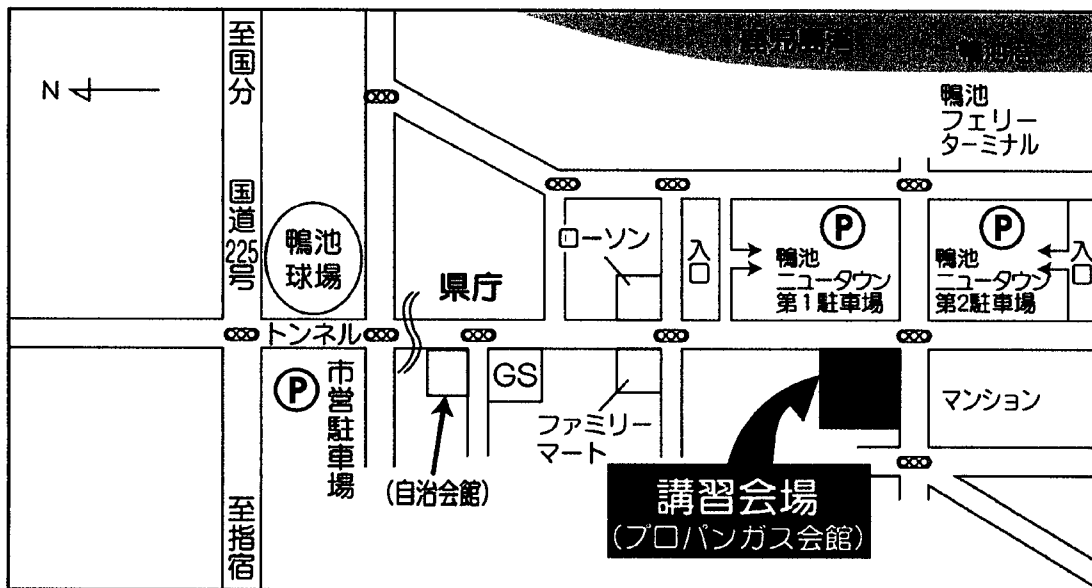 N
至国分
国道
225
号
至指宿
鴨池
球場
トンネル
P
市営駐車場
県庁
(自治会館)
GS
ローソン
ファミリー
マート
入口
P
鴨池
ニュータウン
第1駐車場
鴨池
フェリー
ターミナル
P
鴨池
ニュータウン
第2駐車場
入口
マンション
講習会場
(プロパンガス会館)